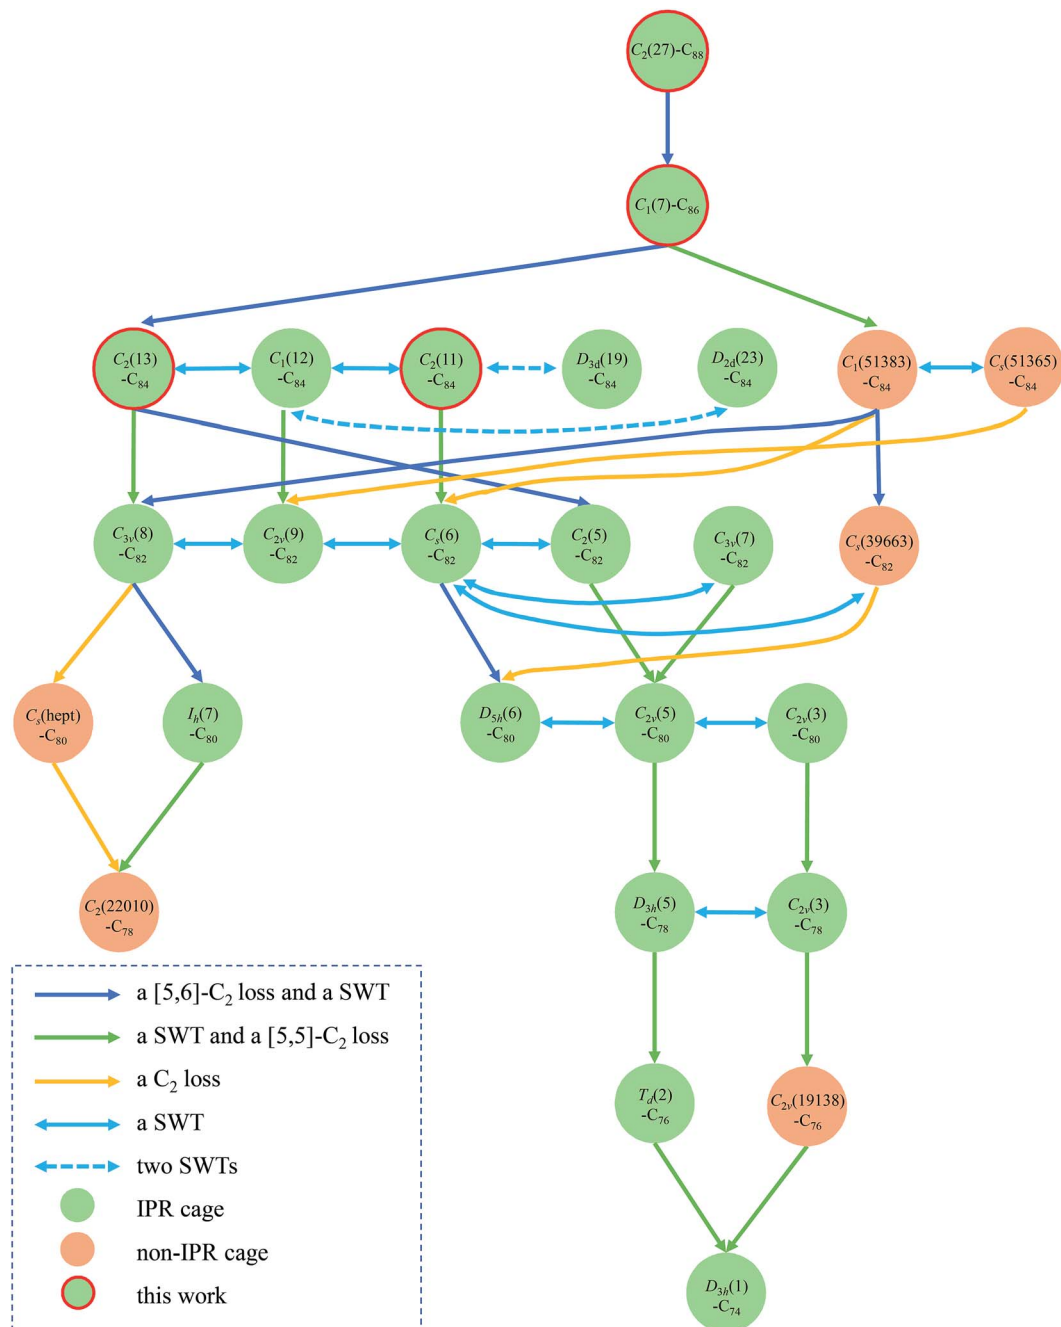 C₂(27)-C₈₈
C₁(7)-C₈₆
C₂(13)
-C₈₄
C₁(12)
-C₈₄
C₂(11)
-C₈₄
D₃d(19)
-C₈₄
D₂d(23)
-C₈₄
C₁(51383)
-C₈₄
Cₛ(51365)
-C₈₄
C₃ᵥ(8)
-C₈₂
C₂ᵥ(9)
-C₈₂
Cₛ(6)
-C₈₂
C₂(5)
-C₈₂
C₃ᵥ(7)
-C₈₂
Cₛ(39663)
-C₈₂
Cₛ(hept)
-C₈₀
Iₕ(7)
-C₈₀
D₅ₕ(6)
-C₈₀
C₂ᵥ(5)
-C₈₀
C₂ᵥ(3)
-C₈₀
C₂(22010)
-C₇₈
D₃ₕ(5)
-C₇₈
C₂ᵥ(3)
-C₇₈
T_d(2)
-C₇₆
C₂ᵥ(19138)
-C₇₆
D₃ₕ(1)
-C₇₄
a [5,6]-C₂ loss and a SWT
a SWT and a [5,5]-C₂ loss
a C₂ loss
a SWT
two SWTs
IPR cage
non-IPR cage
this work